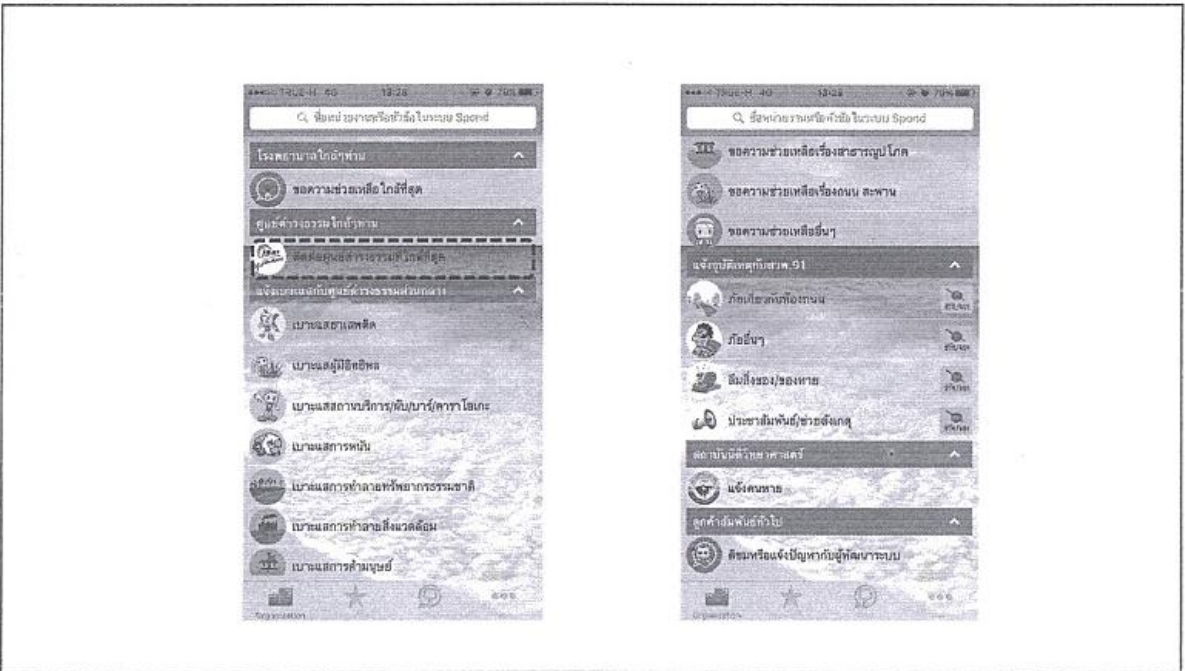 TRUE-H 4G 13:28 79%
ชื่อหน่วยงานหรือหัวข้อในระบบ Spond
โรงพยาบาลใกล้ๆท่าน
ขอความช่วยเหลือ ใกล้ที่สุด
ศูนย์ดำรงธรรมใกล้ๆท่าน
ติดต่อศูนย์ดำรงธรรมที่ใกล้ที่สุด
แจ้งเบาะแสกับศูนย์ดำรงธรรมส่วนกลาง
เบาะแสยาเสพติด
เบาะแสผู้มีอิทธิพล
เบาะแสสถานบริการ/ผับ/บาร์/คาราโอเกะ
เบาะแสการพนัน
เบาะแสการทำลายทรัพยากรธรรมชาติ
เบาะแสการทำลายสิ่งแวดล้อม
เบาะแสการค้ามนุษย์
Organization
TRUE-H 4G 13:28 79%
ชื่อหน่วยงานหรือหัวข้อในระบบ Spond
ขอความช่วยเหลือเรื่องสาธารณูปโภค
ขอความช่วยเหลือเรื่องถนน สะพาน
ขอความช่วยเหลืออื่นๆ
แจ้งอุบัติเหตุกับสวพ.91
ภัยเกี่ยวกับท้องถนน
ภัยอื่นๆ
ลืมสิ่งของ/ของหาย
ประชาสัมพันธ์/ช่วยสังเกตุ
สถาบันนิติวิทยาศาสตร์
แจ้งคนหาย
ลูกค้าสัมพันธ์ทั่วไป
ติชมหรือแจ้งปัญหากับผู้พัฒนาระบบ
Organization